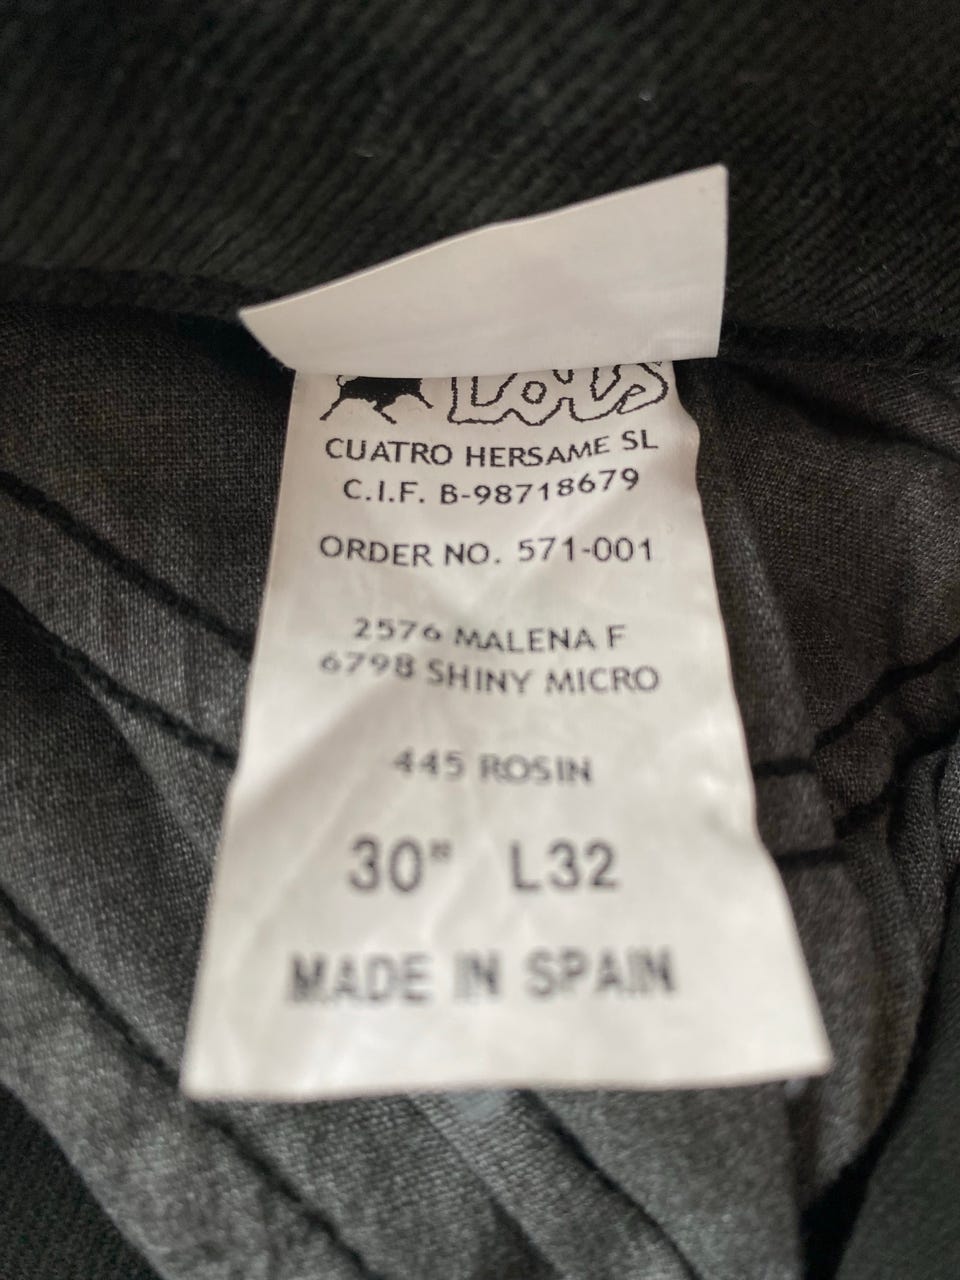 Lois
CUATRO HERSAME SL
C.I.F. B-98718679
ORDER NO. 571-001
2576 MALENA F
6798 SHINY MICRO
445 ROSIN
30" L32
MADE IN SPAIN